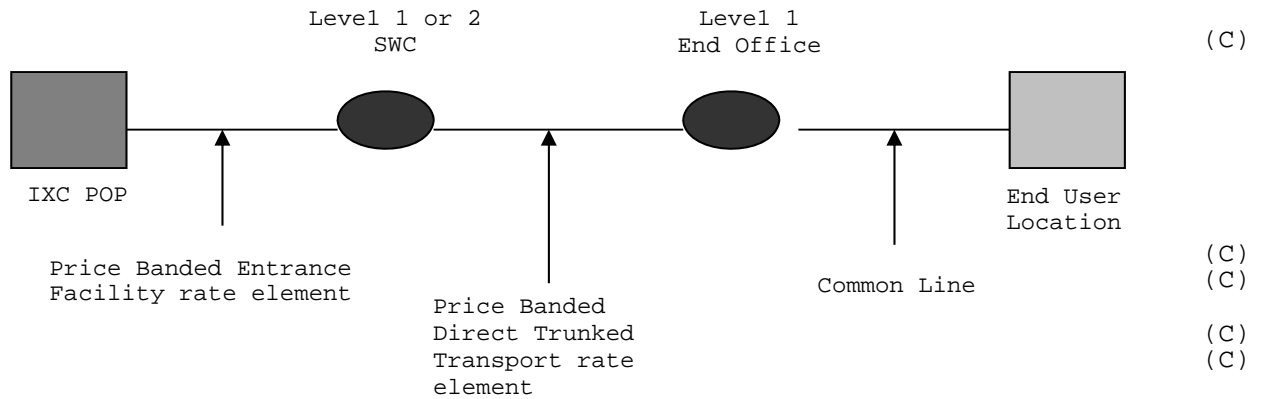 Level 1 or 2
SWC
Level 1
End Office
(C)
IXC POP
End User
Location
Price Banded Entrance
Facility rate element
Price Banded
Direct Trunked
Transport rate
element
Common Line
(C)
(C)
(C)
(C)